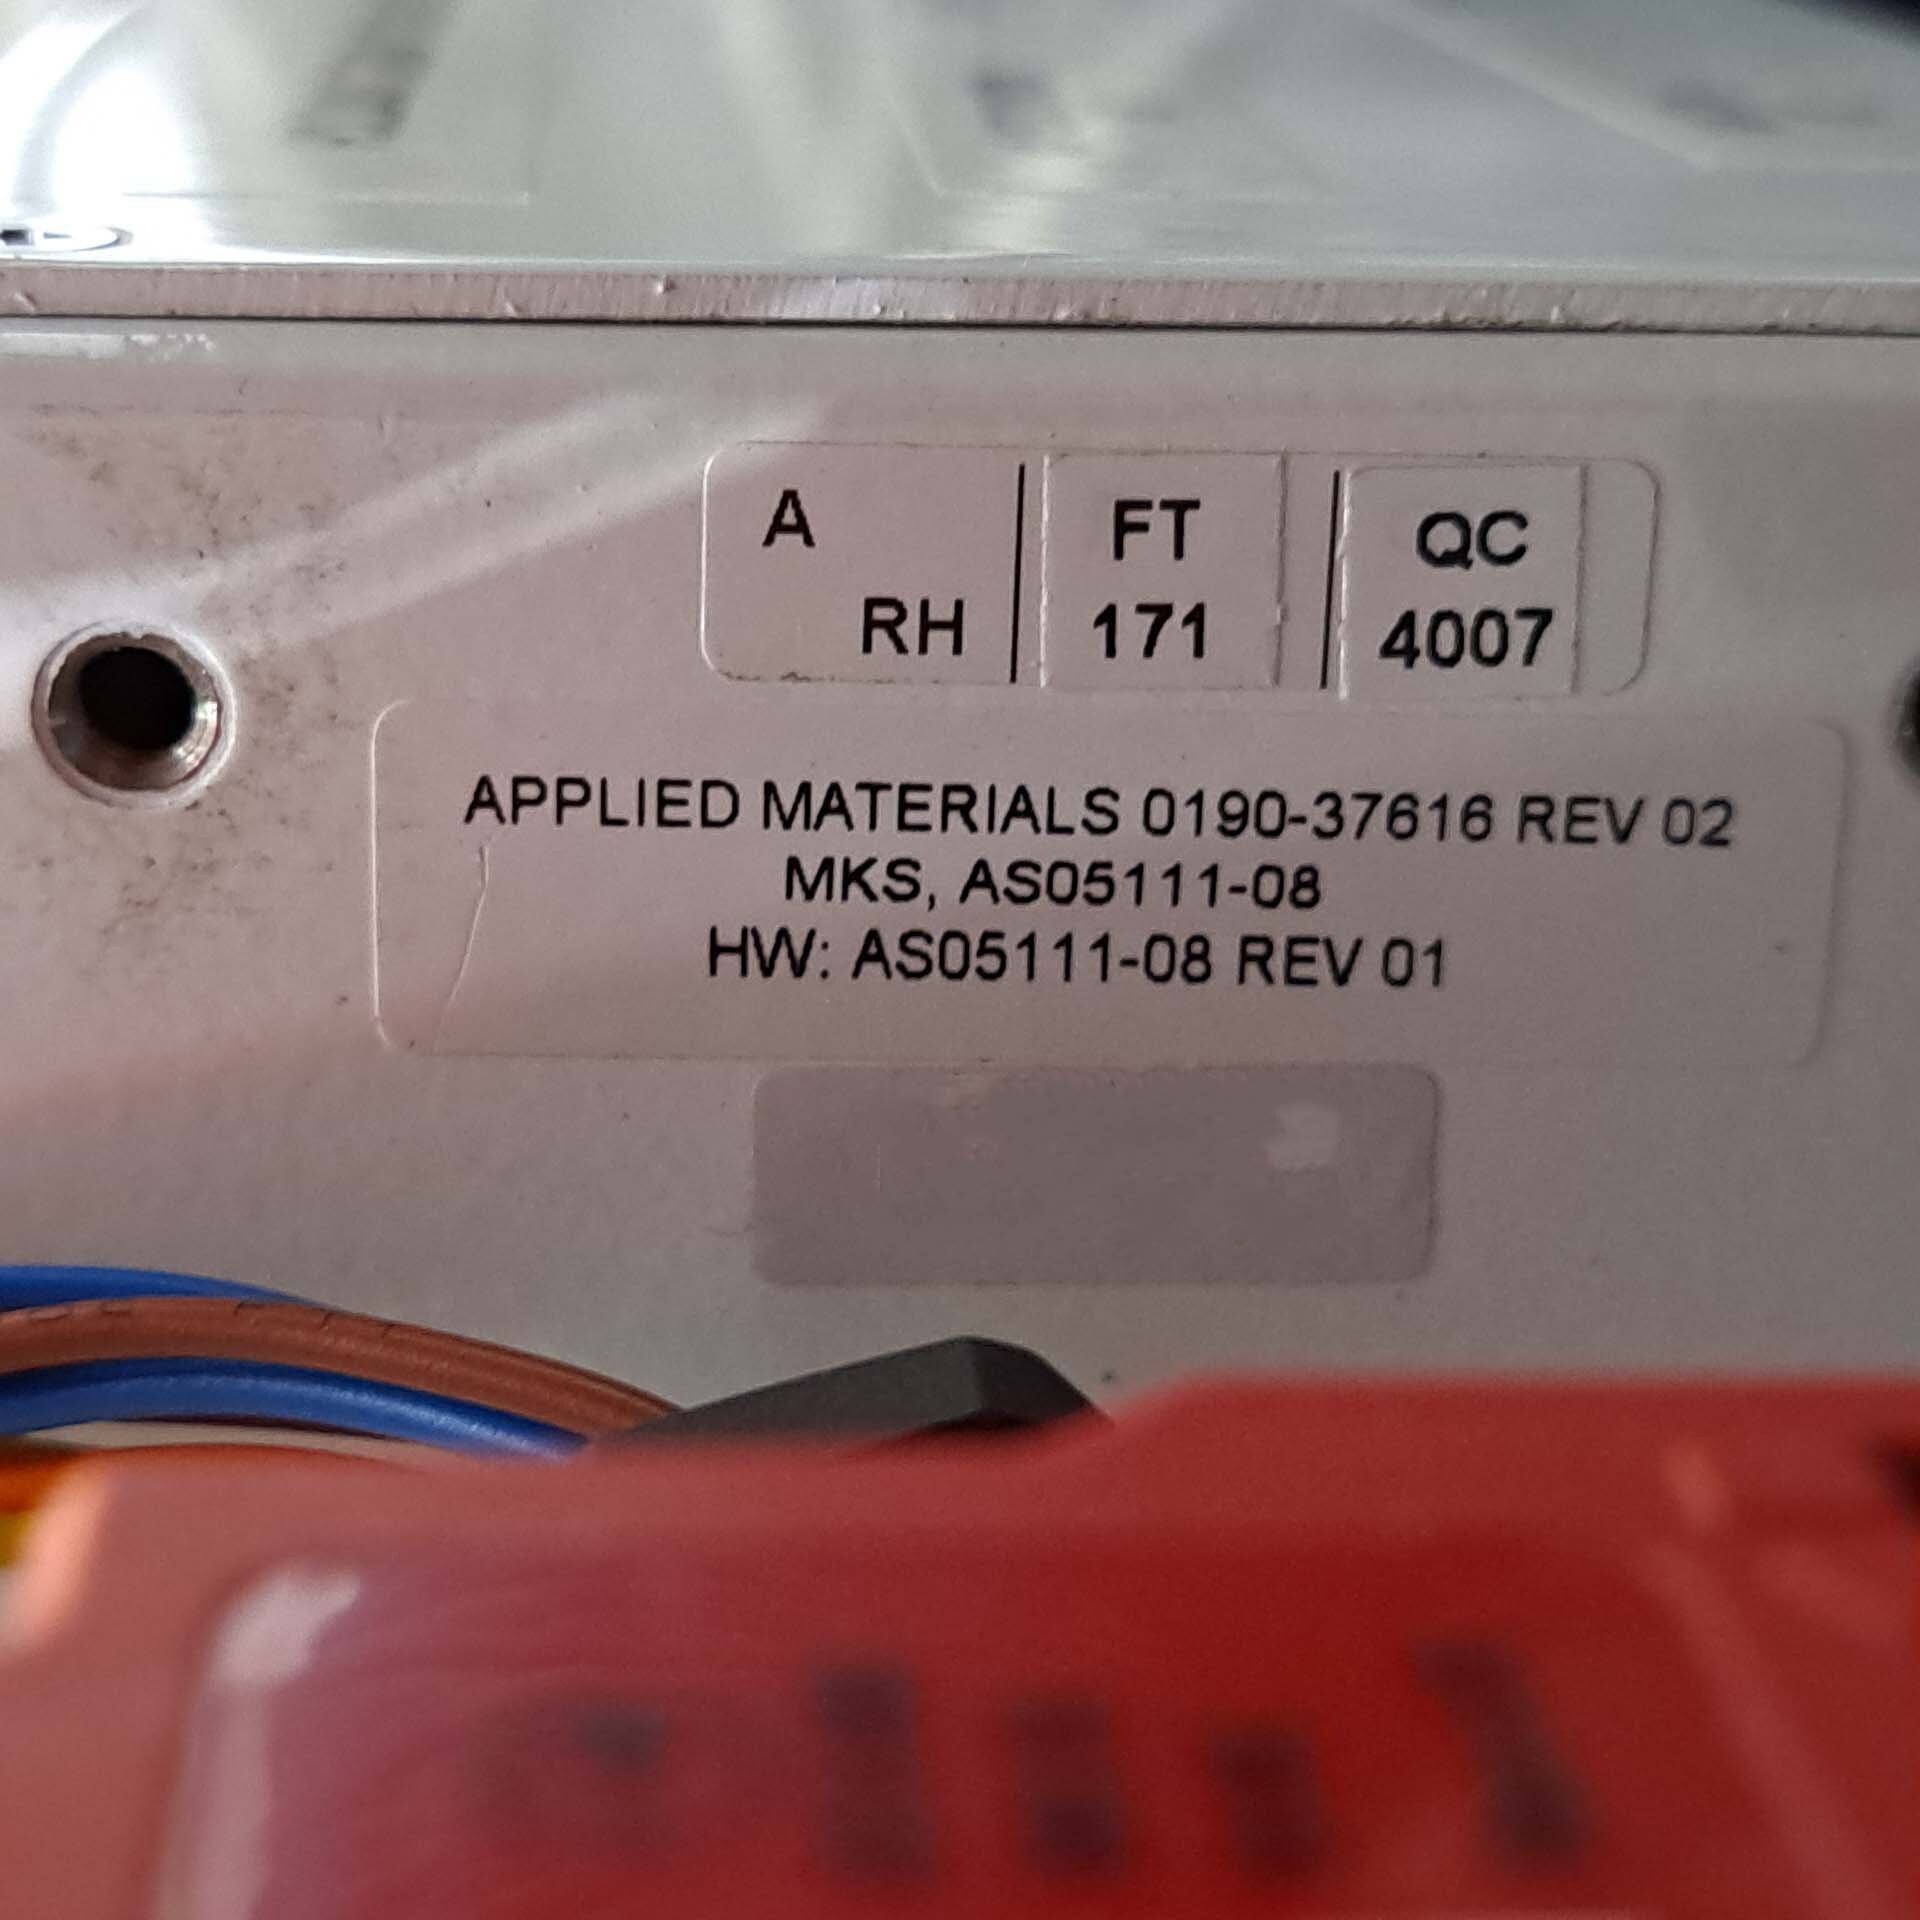 A FT QC
RH 171 4007
APPLIED MATERIALS 0190-37616 REV 02
MKS, AS05111-08
HW: AS05111-08 REV 01